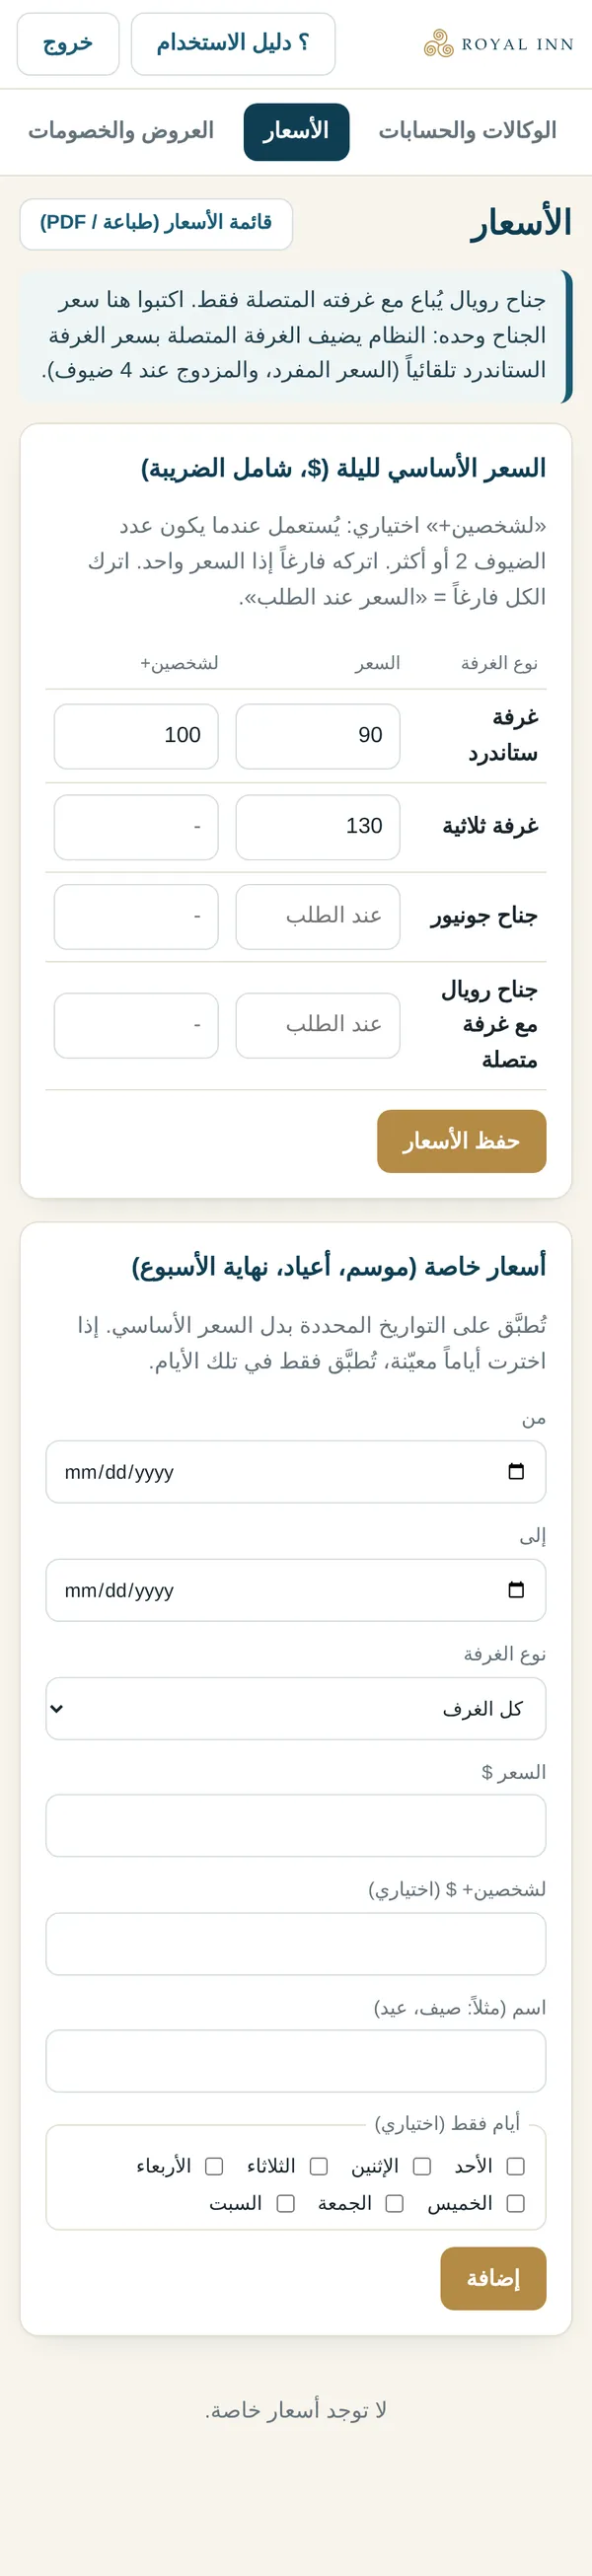 ROYAL INN
؟ دليل الاستخدام
خروج
الوكالات والحسابات
الأسعار
العروض والخصومات
الأسعار
قائمة الأسعار (طباعة / PDF)
جناح رويال يُباع مع غرفته المتصلة فقط. اكتبوا هنا سعر
الجناح وحده: النظام يضيف الغرفة المتصلة بسعر الغرفة
الستاندرد تلقائياً (السعر المفرد، والمزدوج عند 4 ضيوف).
السعر الأساسي لليلة ($، شامل الضريبة)
«لشخصين+» اختياري: يُستعمل عندما يكون عدد
الضيوف 2 أو أكثر. اتركه فارغاً إذا السعر واحد. اترك
الكل فارغاً = «السعر عند الطلب».
نوع الغرفة السعر لشخصين+
غرفة ستاندرد 90 100
غرفة ثلاثية 130 -
جناح جونيور عند الطلب -
جناح رويال مع غرفة متصلة عند الطلب -
حفظ الأسعار
أسعار خاصة (موسم، أعياد، نهاية الأسبوع)
تُطبَّق على التواريخ المحددة بدل السعر الأساسي. إذا
اخترت أياماً معيّنة، تُطبَّق فقط في تلك الأيام.
من
mm/dd/yyyy
إلى
mm/dd/yyyy
نوع الغرفة
كل الغرف
السعر $
لشخصين+ $ (اختياري)
اسم (مثلاً: صيف، عيد)
أيام فقط (اختياري)
الأحد الإثنين الثلاثاء الأربعاء
الخميس الجمعة السبت
إضافة
لا توجد أسعار خاصة.